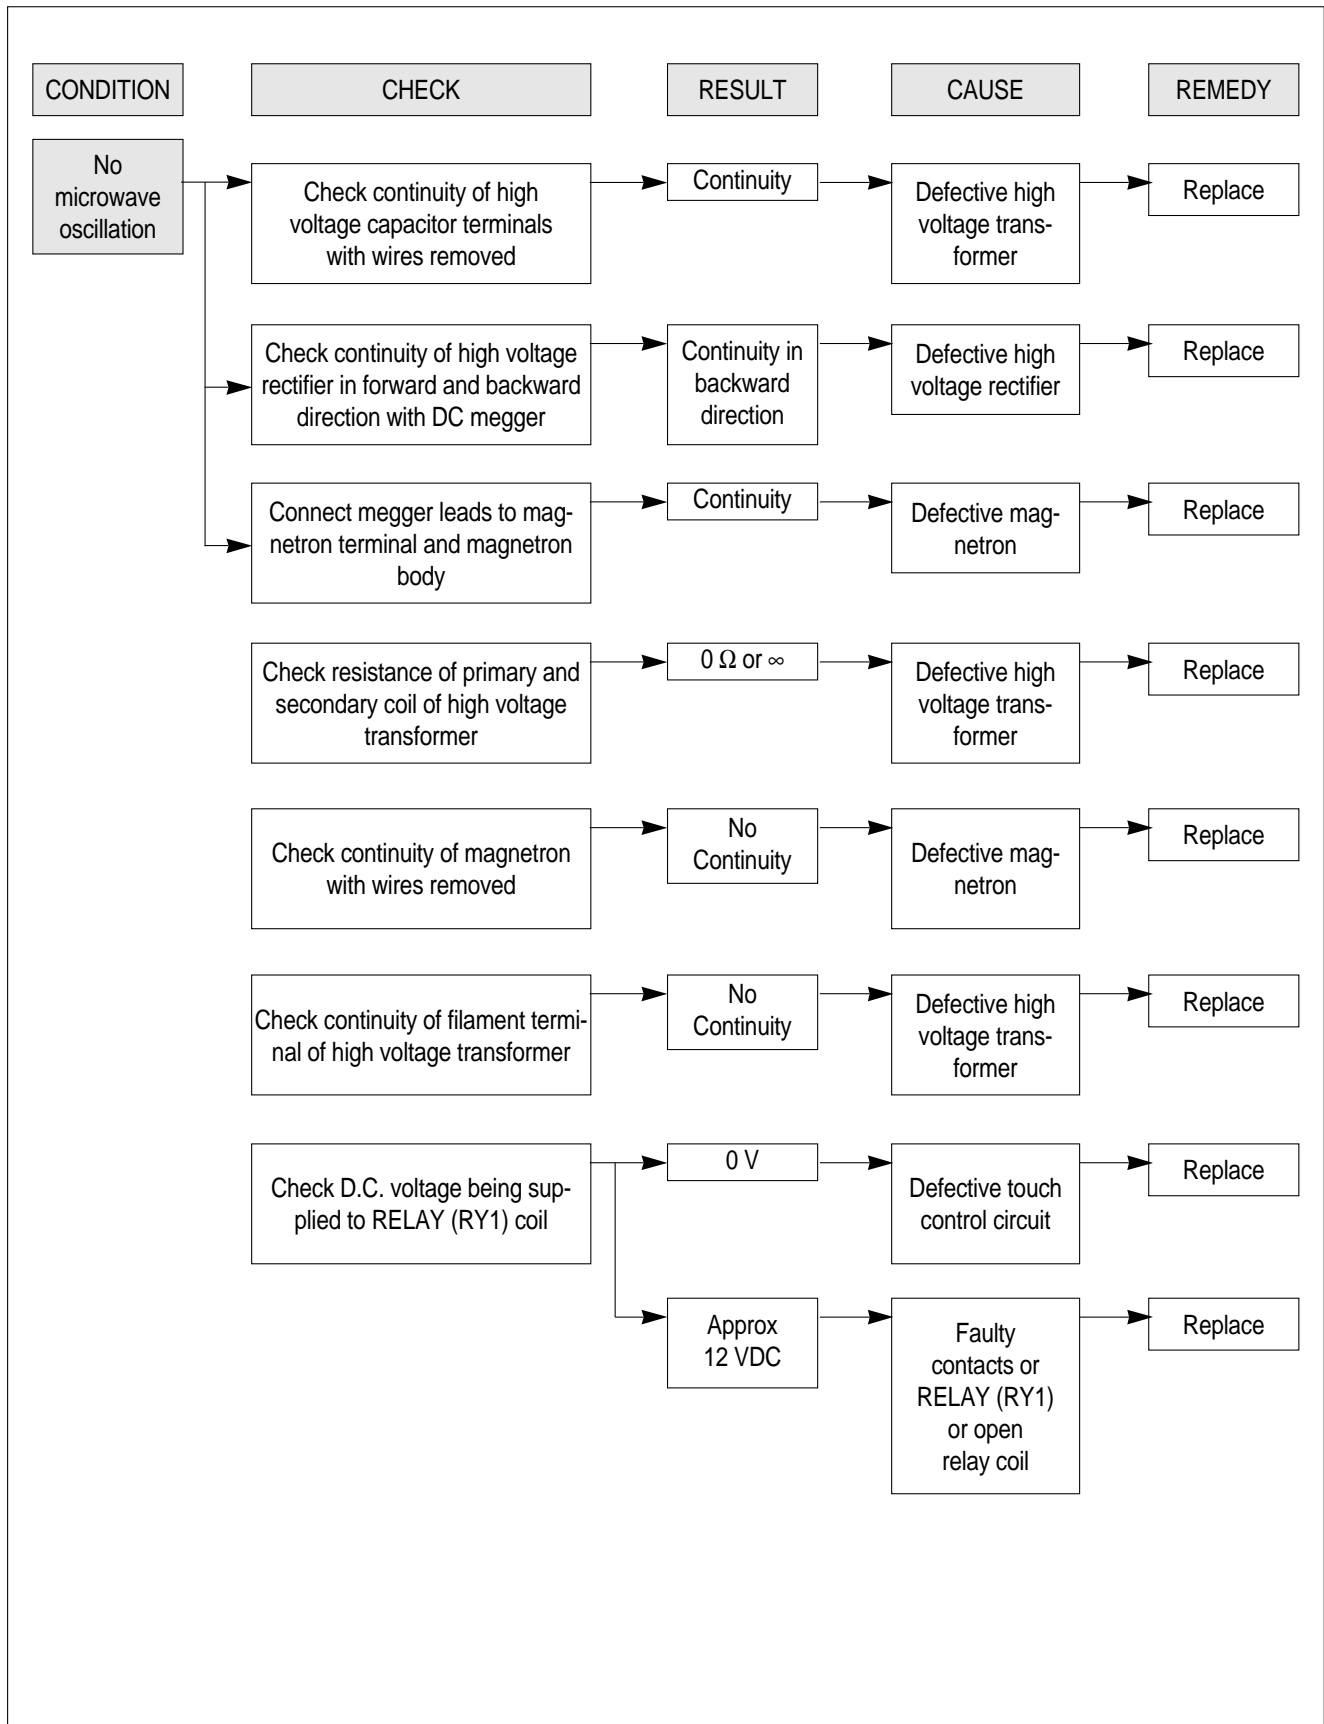 CONDITION
CHECK
RESULT
CAUSE
REMEDY
No
microwave
oscillation
Check continuity of high
voltage capacitor terminals
with wires removed
Continuity
Defective high
voltage trans-
former
Replace
Check continuity of high voltage
rectifier in forward and backward
direction with DC megger
Continuity in
backward
direction
Defective high
voltage rectifier
Replace
Connect megger leads to mag-
netron terminal and magnetron
body
Continuity
Defective mag-
netron
Replace
Check resistance of primary and
secondary coil of high voltage
transformer
0 Ω or ∞
Defective high
voltage trans-
former
Replace
Check continuity of magnetron
with wires removed
No
Continuity
Defective mag-
netron
Replace
Check continuity of filament termi-
nal of high voltage transformer
No
Continuity
Defective high
voltage trans-
former
Replace
Check D.C. voltage being sup-
plied to RELAY (RY1) coil
0 V
Defective touch
control circuit
Replace
Approx
12 VDC
Faulty
contacts or
RELAY (RY1)
or open
relay coil
Replace